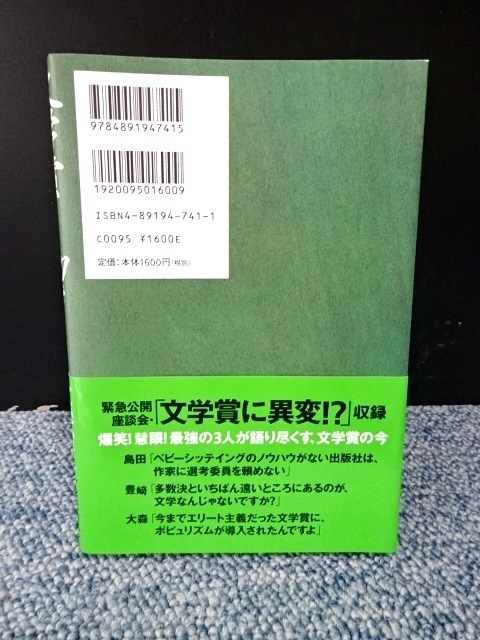 9784891947415
1920095016009
ISBN4-89194-741-1
C0095 ¥1600E
定価：本体1600円（税別）
緊急公開
座談会・「文学賞に異変!?」収録
爆笑！慧眼！最強の3人が語り尽くす、文学賞の今
島田「ベビーシッティングのノウハウがない出版社は、
作家に選考委員を頼めない」
豊﨑「多数決といちばん遠いところにあるのが、
文学なんじゃないですか？」
大森「今までエリート主義だった文学賞に、
ポピュリズムが導入されたんですよ」